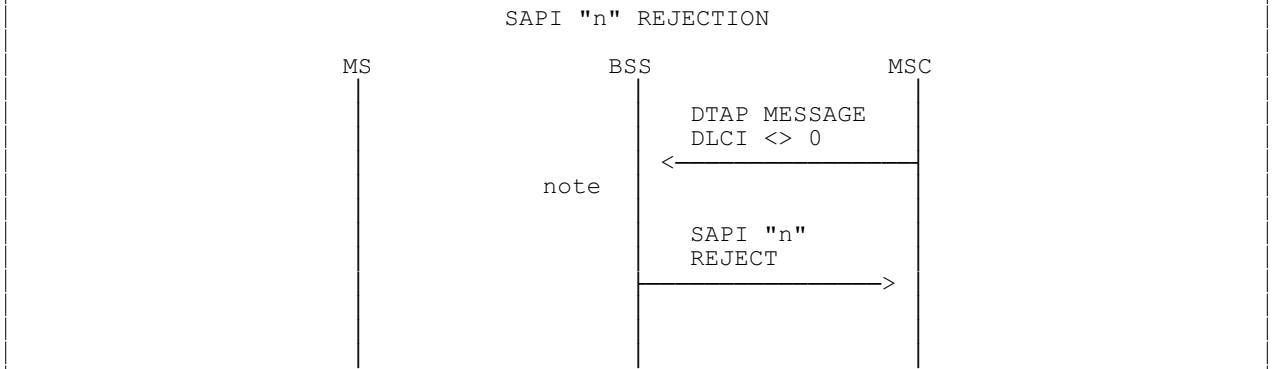 SAPI "n" REJECTION
MS BSS MSC
DTAP MESSAGE
DLCI <> 0
note
SAPI "n"
REJECT